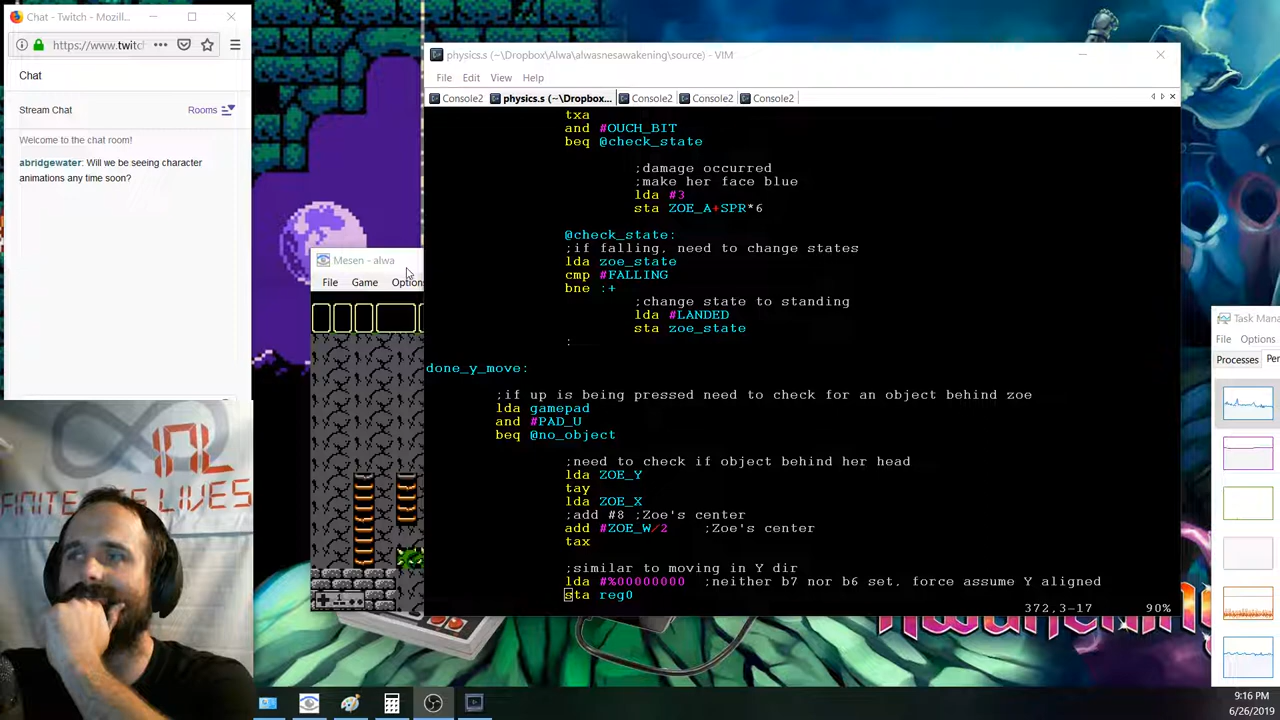 Chat - Twitch - Mozill...
https://www.twitc
Chat
Stream Chat
Rooms
Welcome to the chat room!
abridgewater: Will we be seeing character
animations any time soon?
physics.s (~\Dropbox\Alwa\alwasnesawakening\source) - VIM
File Edit View Help
Console2
physics.s (~\Dropbox...
Console2
Console2
Console2
txa
and #OUCH_BIT
beq @check_state
;damage occurred
;make her face blue
lda #3
sta ZOE_A+SPR*6
@check_state:
;if falling, need to change states
lda zoe_state
cmp #FALLING
bne :+
;change state to standing
lda #LANDED
sta zoe_state
:
done_y_move:
;if up is being pressed need to check for an object behind zoe
lda gamepad
and #PAD_U
beq @no_object
;need to check if object behind her head
lda ZOE_Y
tay
lda ZOE_X
;add #8 ;Zoe's center
add #ZOE_W/2 ;Zoe's center
tax
;similar to moving in Y dir
lda #%00000000 ;neither b7 nor b6 set, force assume Y aligned
sta reg0
372,3-17 90%
Mesen - alwa
File Game Options
Task Mana
File Options
Processes Per
9:16 PM
6/26/2019